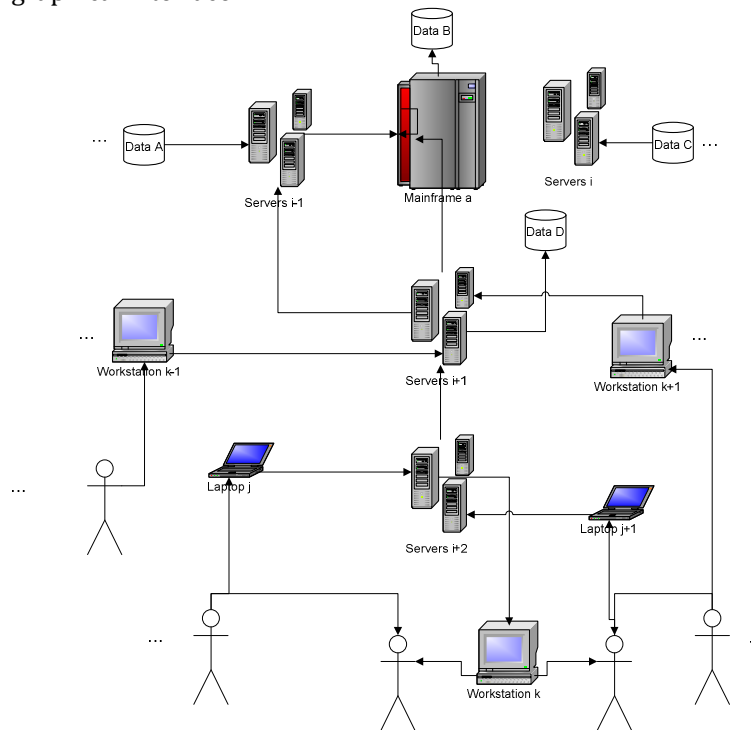 Data B
...
Data A
Data C
...
Servers i-1
Mainframe a
Servers i
Data D
...
...
Workstation k-1
Servers i+1
Workstation k+1
...
Laptop j
Laptop j+1
Servers i+2
...
Workstation k